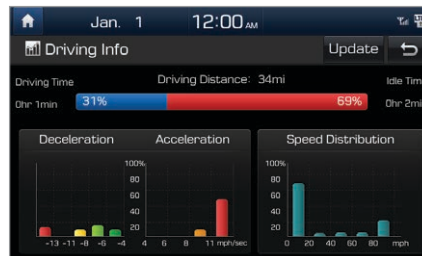 Jan. 1 12:00 AM
Driving Info Update
Driving Time Driving Distance: 34mi Idle Tim
0hr 1min 31% 69% 0hr 2mi
Deceleration Acceleration Speed Distribution
100% 100%
80 80
60 60
40 40
20 20
-13 -11 -8 -6 -4 4 6 8 11 mph/sec 0 20 40 60 80 mph